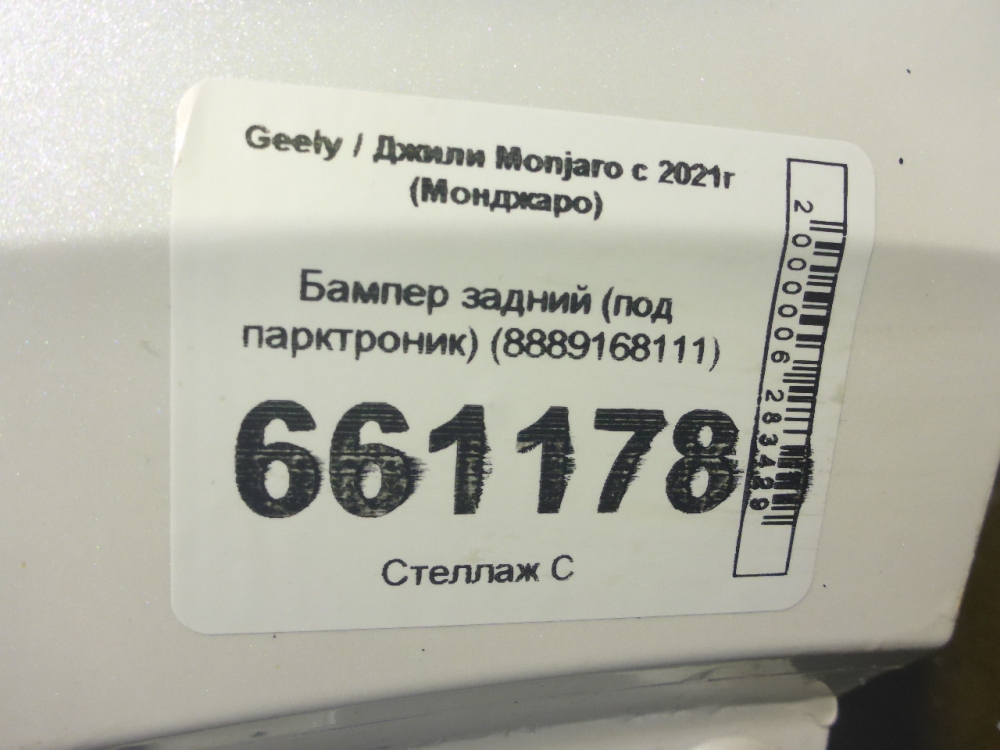 Geely / Джили Monjaro с 2021г
(Монджаро)
Бампер задний (под
парктроник) (8889168111)
661178
Стеллаж С
2000006283429